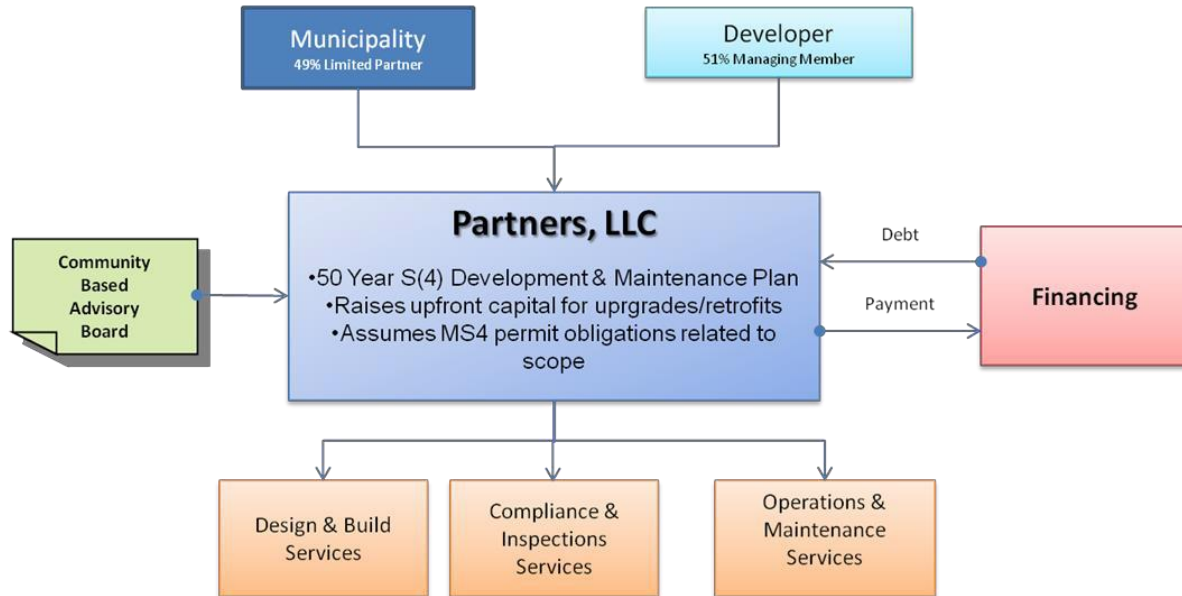 Municipality
49% Limited Partner
Developer
51% Managing Member
Partners, LLC
•50 Year S(4) Development & Maintenance Plan
•Raises upfront capital for uprgrades/retrofits
•Assumes MS4 permit obligations related to
scope
Community
Based
Advisory
Board
Debt
Payment
Financing
Design & Build
Services
Compliance &
Inspections
Services
Operations &
Maintenance
Services